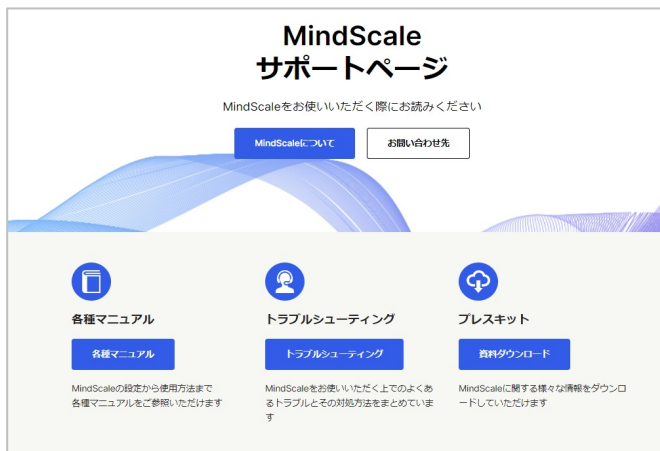 MindScale
サポートページ
MindScaleをお使いいただく際にお読みください
MindScaleについて
お問い合わせ先
各種マニュアル
トラブルシューティング
プレスキット
各種マニュアル
トラブルシューティング
資料ダウンロード
MindScaleの設定から使用方法まで
各種マニュアルをご参照いただけます
MindScaleをお使いいただく上でのよくあ
るトラブルとその対処方法をまとめていま
す
MindScaleに関する様々な情報をダウンロ
ードしていただけます